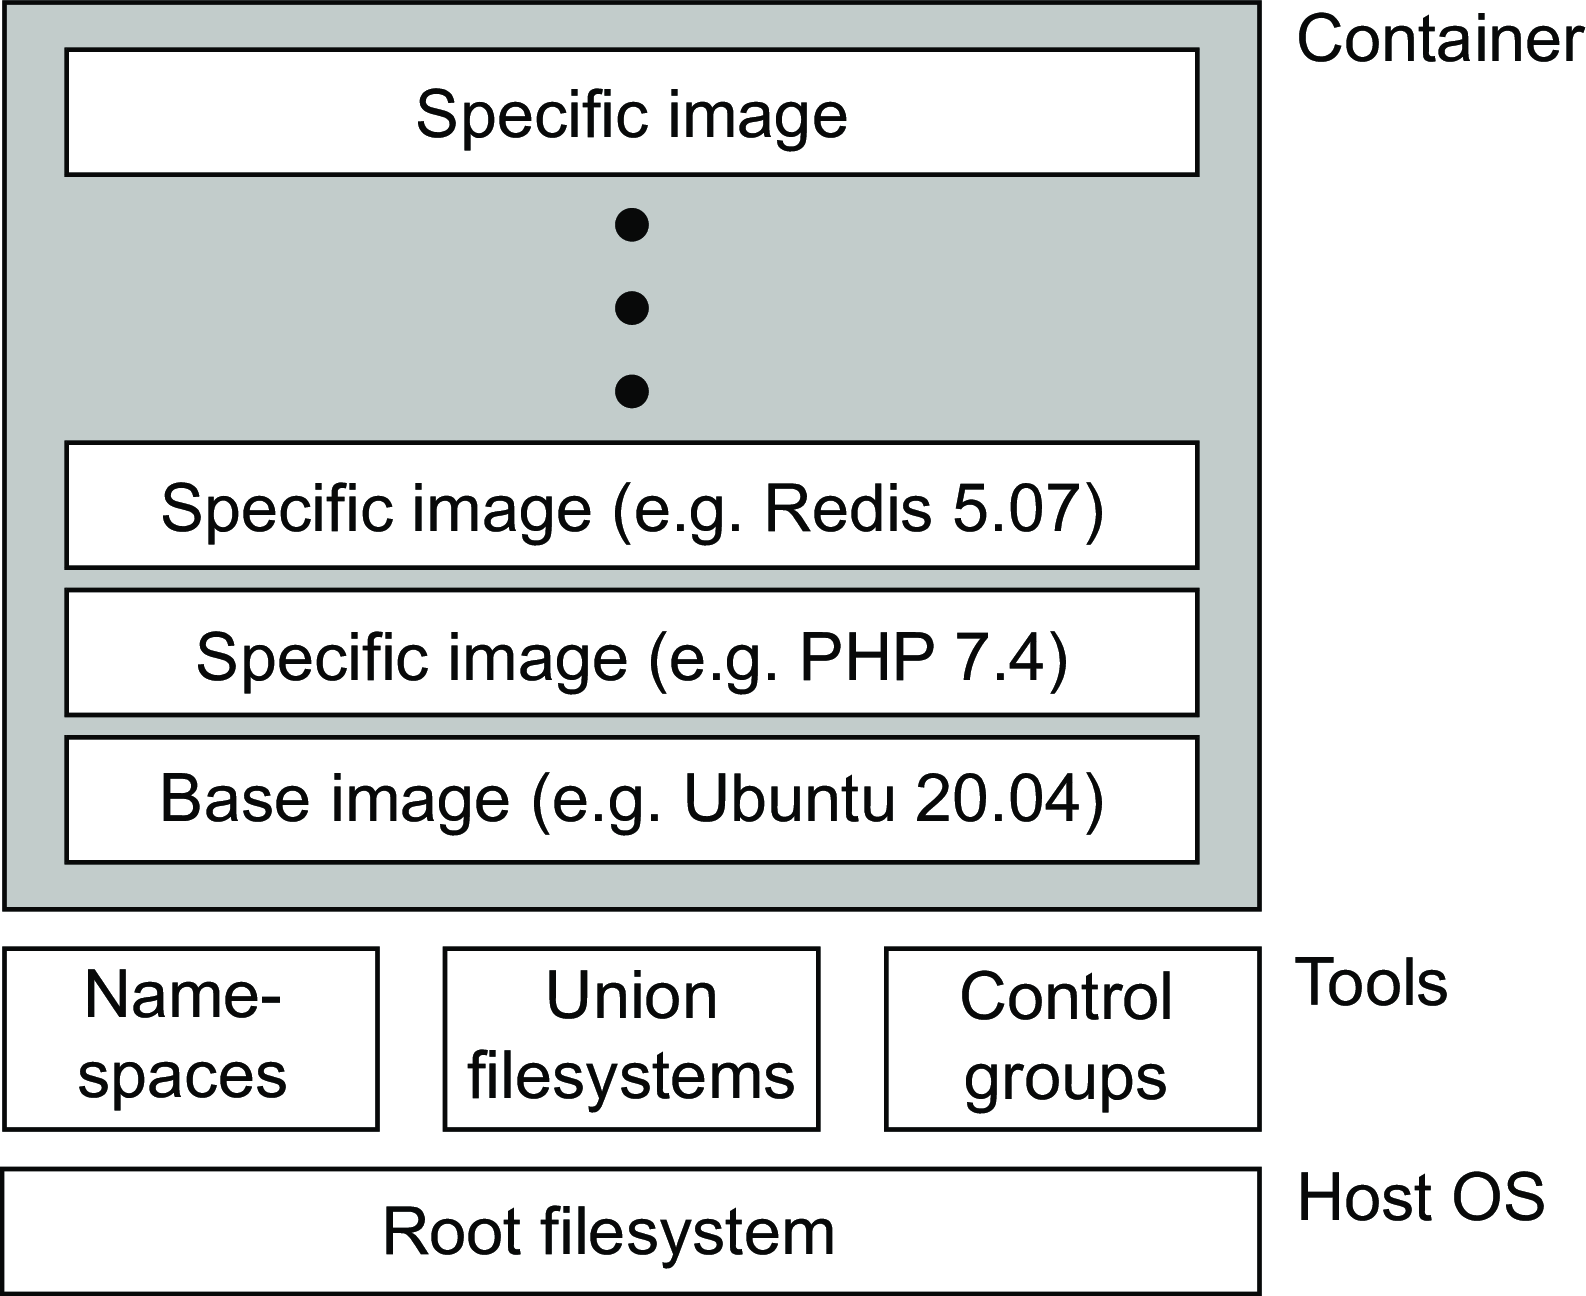 Container
Specific image
Specific image (e.g. Redis 5.07)
Specific image (e.g. PHP 7.4)
Base image (e.g. Ubuntu 20.04)
Name-
spaces
Union
filesystems
Control
groups
Tools
Root filesystem
Host OS